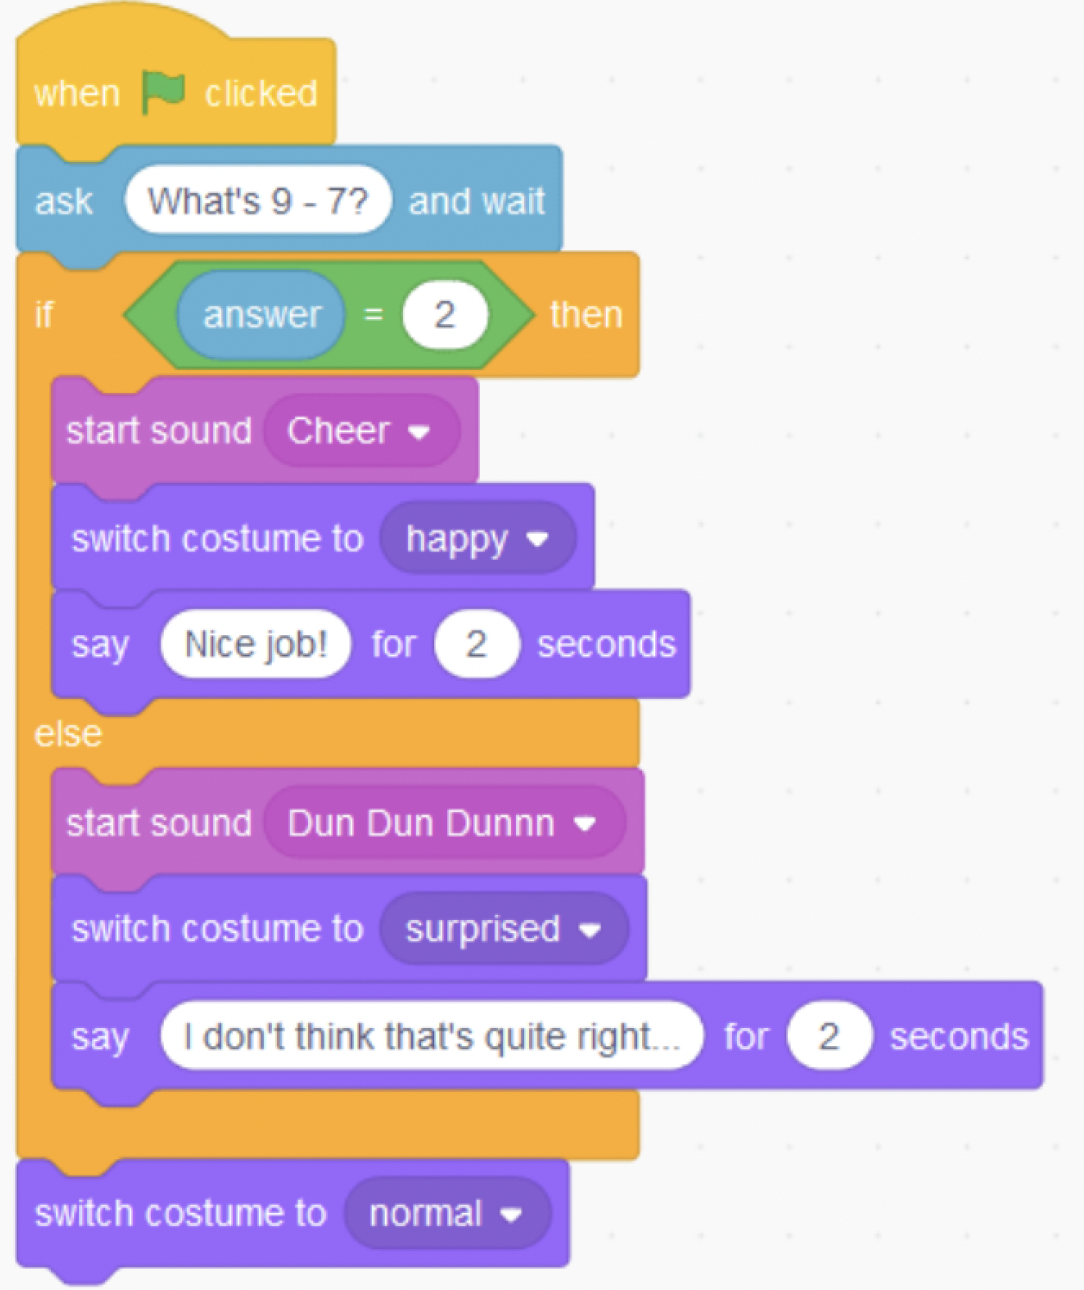 when clicked
ask What's 9 - 7? and wait
if answer = 2 then
start sound Cheer
switch costume to happy
say Nice job! for 2 seconds
else
start sound Dun Dun Dunnn
switch costume to surprised
say I don't think that's quite right... for 2 seconds
switch costume to normal